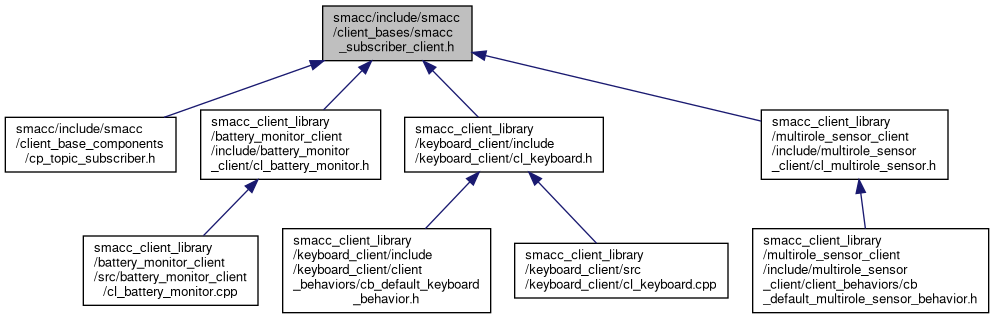 smacc/include/smacc
/client_bases/smacc
_subscriber_client.h
smacc/include/smacc
/client_base_components
/cp_topic_subscriber.h
smacc_client_library
/battery_monitor_client
/include/battery_monitor
_client/cl_battery_monitor.h
smacc_client_library
/keyboard_client/include
/keyboard_client/cl_keyboard.h
smacc_client_library
/multirole_sensor_client
/include/multirole_sensor
_client/cl_multirole_sensor.h
smacc_client_library
/battery_monitor_client
/src/battery_monitor_client
/cl_battery_monitor.cpp
smacc_client_library
/keyboard_client/include
/keyboard_client/client
_behaviors/cb_default_keyboard
_behavior.h
smacc_client_library
/keyboard_client/src
/keyboard_client/cl_keyboard.cpp
smacc_client_library
/multirole_sensor_client
/include/multirole_sensor
_client/client_behaviors/cb
_default_multirole_sensor_behavior.h